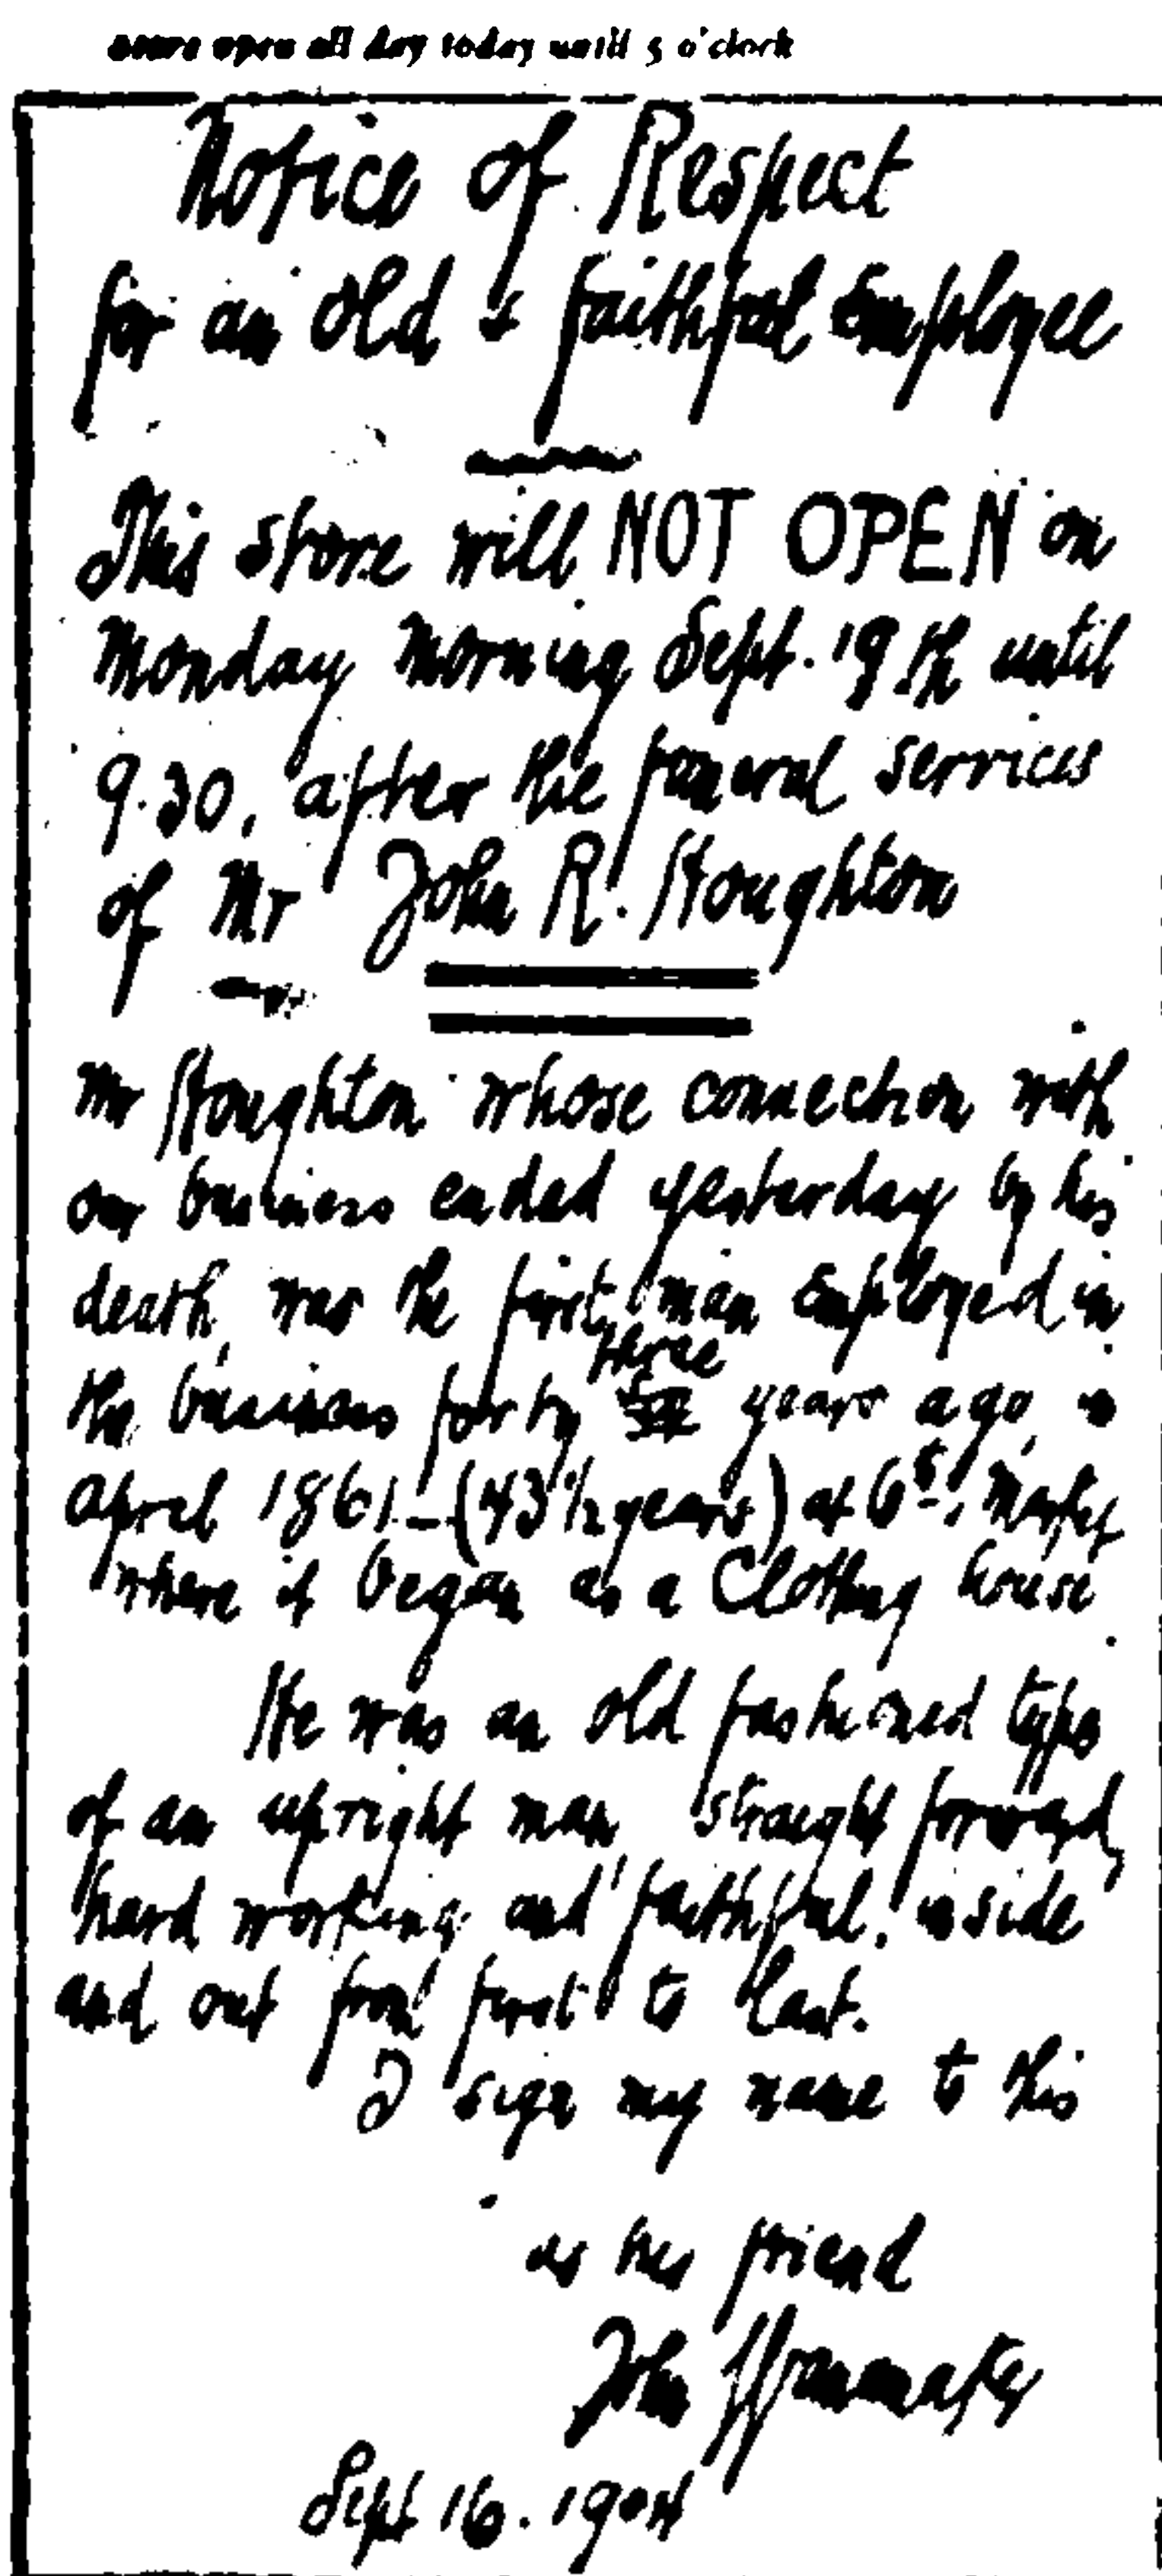 store open all day today until 5 o'clock
Notice of Respect
for an old & faithful Employee
This store will NOT OPEN on
Monday morning Sept. 19th until
9.30, after the funeral services
of Mr John R. Houghton
Mr Houghton whose connection with
our business ended yesterday by his
death, was the first man Employed in
the business forty three years ago, in
April 1861 - (43½ years) at 6th, Market
where it began as a Clothing house
He was an old fashioned type
of an upright man, straight forward,
hard working and faithful, inside
and out from first to last.
I sign my name to this
as his friend
John Wanamaker
Sept 16. 1904